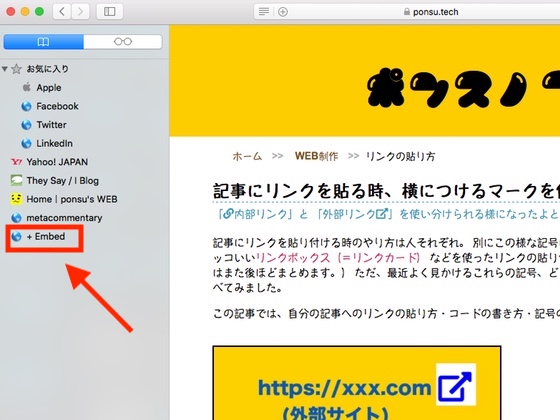 ponsu.tech
お気に入り
Apple
Facebook
Twitter
LinkedIn
Yahoo! JAPAN
They Say / I Blog
Home | ponsu's WEB
metacommentary
+ Embed
ポンスノ
ホーム >> WEB制作 >> リンクの貼り方
記事にリンクを貼る時、横につけるマークを
「内部リンク」と「外部リンク」を使い分けられる様になったよと
記事にリンクを貼り付ける時のやり方は人それぞれ。別にこの様な記号
ッコいいリンクボックス（＝リンクカード）などを使ったリンクの貼り
はまた後ほどまとめます。）ただ、最近よく見かけるこれらの記号、ど
べてみました。
この記事では、自分の記事へのリンクの貼り方・コードの書き方・記号の
https://xxx.com
（外部サイト）